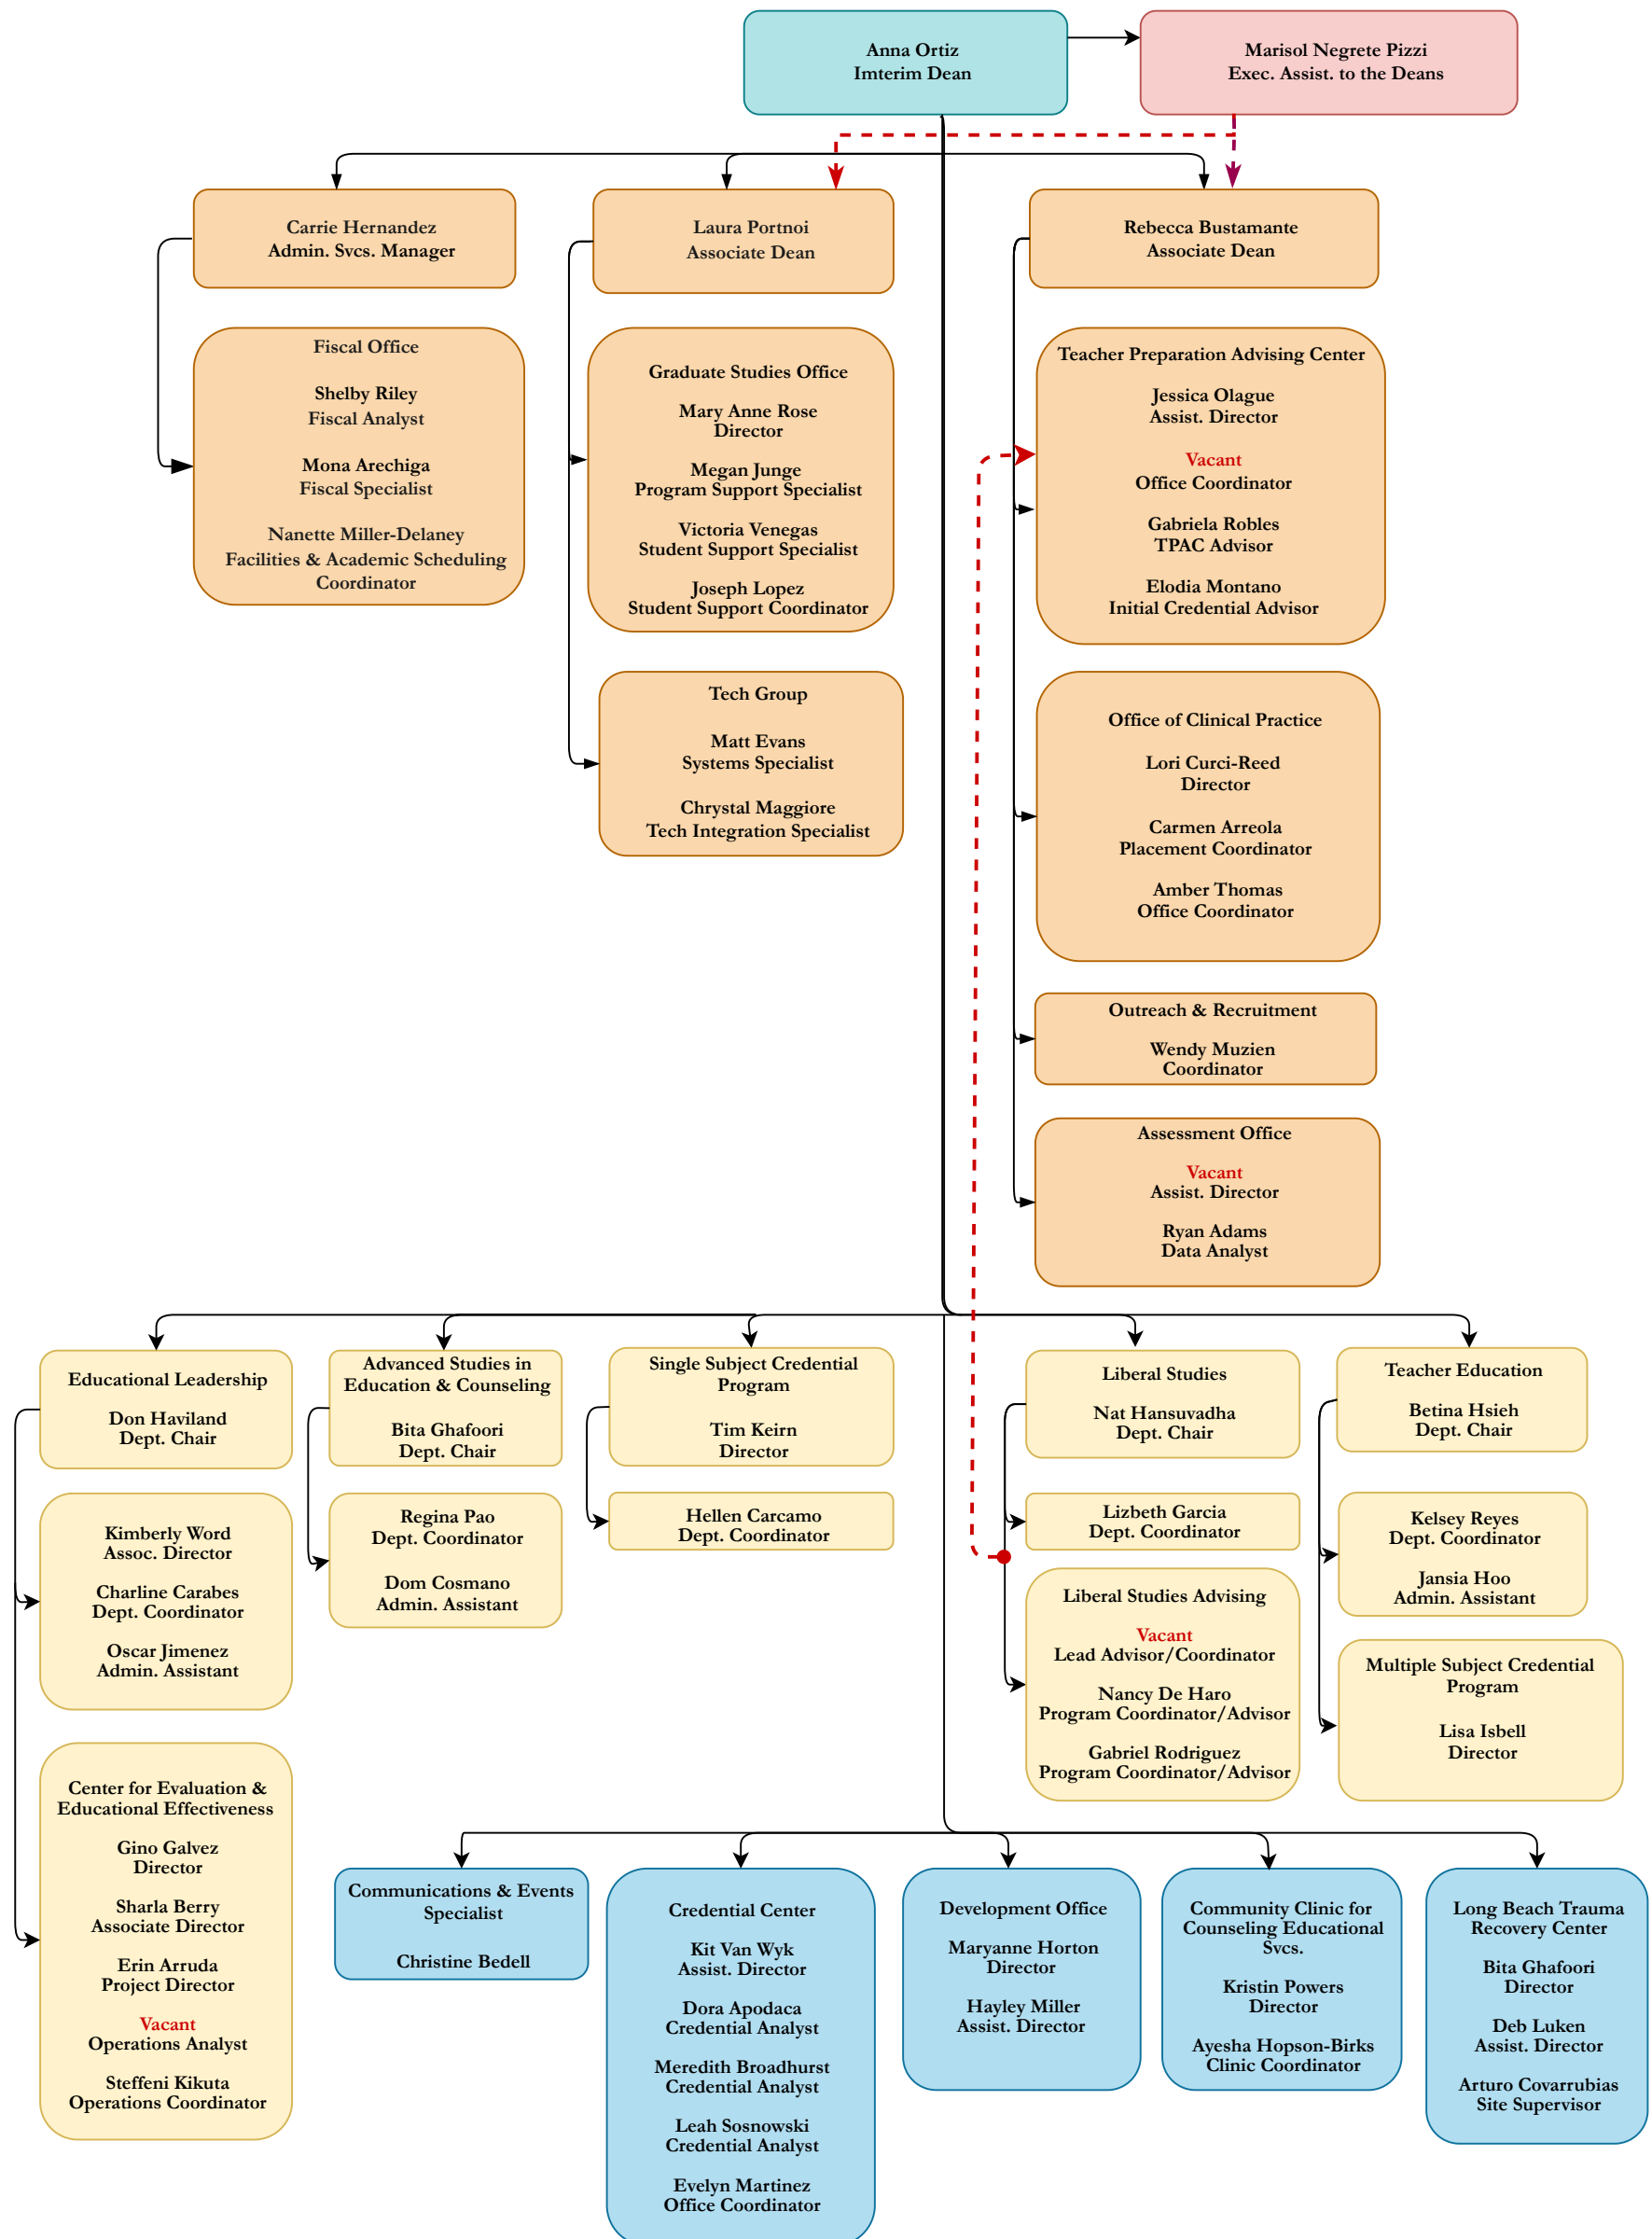 Anna Ortiz
Imterim Dean
Marisol Negrete Pizzi
Exec. Assist. to the Deans
Carrie Hernandez
Admin. Svcs. Manager
Laura Portnoi
Associate Dean
Rebecca Bustamante
Associate Dean
Fiscal Office
Shelby Riley
Fiscal Analyst
Mona Arechiga
Fiscal Specialist
Nanette Miller-Delaney
Facilities & Academic Scheduling
Coordinator
Graduate Studies Office
Mary Anne Rose
Director
Megan Junge
Program Support Specialist
Victoria Venegas
Student Support Specialist
Joseph Lopez
Student Support Coordinator
Teacher Preparation Advising Center
Jessica Olague
Assist. Director
Vacant
Office Coordinator
Gabriela Robles
TPAC Advisor
Elodia Montano
Initial Credential Advisor
Tech Group
Matt Evans
Systems Specialist
Chrystal Maggiore
Tech Integration Specialist
Office of Clinical Practice
Lori Curci-Reed
Director
Carmen Arreola
Placement Coordinator
Amber Thomas
Office Coordinator
Outreach & Recruitment
Wendy Muzien
Coordinator
Assessment Office
Vacant
Assist. Director
Ryan Adams
Data Analyst
Educational Leadership
Don Haviland
Dept. Chair
Advanced Studies in
Education & Counseling
Bita Ghafoori
Dept. Chair
Single Subject Credential
Program
Tim Keirn
Director
Liberal Studies
Nat Hansuvadha
Dept. Chair
Teacher Education
Betina Hsieh
Dept. Chair
Kimberly Word
Assoc. Director
Charline Carabes
Dept. Coordinator
Oscar Jimenez
Admin. Assistant
Regina Pao
Dept. Coordinator
Dom Cosmano
Admin. Assistant
Hellen Carcamo
Dept. Coordinator
Lizbeth Garcia
Dept. Coordinator
Kelsey Reyes
Dept. Coordinator
Jansia Hoo
Admin. Assistant
Liberal Studies Advising
Vacant
Lead Advisor/Coordinator
Nancy De Haro
Program Coordinator/Advisor
Gabriel Rodriguez
Program Coordinator/Advisor
Multiple Subject Credential
Program
Lisa Isbell
Director
Center for Evaluation &
Educational Effectiveness
Gino Galvez
Director
Sharla Berry
Associate Director
Erin Arruda
Project Director
Vacant
Operations Analyst
Steffeni Kikuta
Operations Coordinator
Communications & Events
Specialist
Christine Bedell
Credential Center
Kit Van Wyk
Assist. Director
Dora Apodaca
Credential Analyst
Meredith Broadhurst
Credential Analyst
Leah Sosnowski
Credential Analyst
Evelyn Martinez
Office Coordinator
Development Office
Maryanne Horton
Director
Hayley Miller
Assist. Director
Community Clinic for
Counseling Educational
Svcs.
Kristin Powers
Director
Ayesha Hopson-Birks
Clinic Coordinator
Long Beach Trauma
Recovery Center
Bita Ghafoori
Director
Deb Luken
Assist. Director
Arturo Covarrubias
Site Supervisor